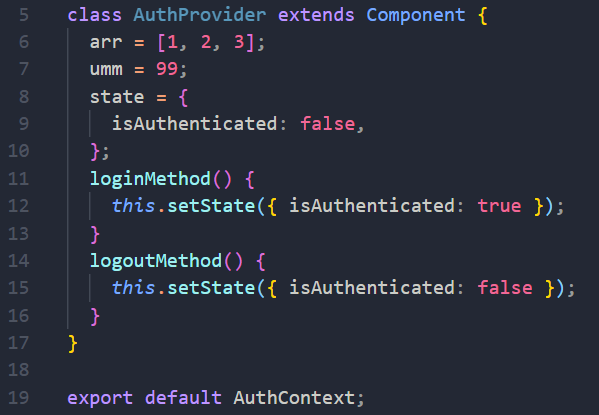 5 class AuthProvider extends Component {
6   arr = [1, 2, 3];
7   umm = 99;
8   state = {
9     isAuthenticated: false,
10   };
11   loginMethod() {
12     this.setState({ isAuthenticated: true });
13   }
14   logoutMethod() {
15     this.setState({ isAuthenticated: false });
16   }
17 }
18
19 export default AuthContext;